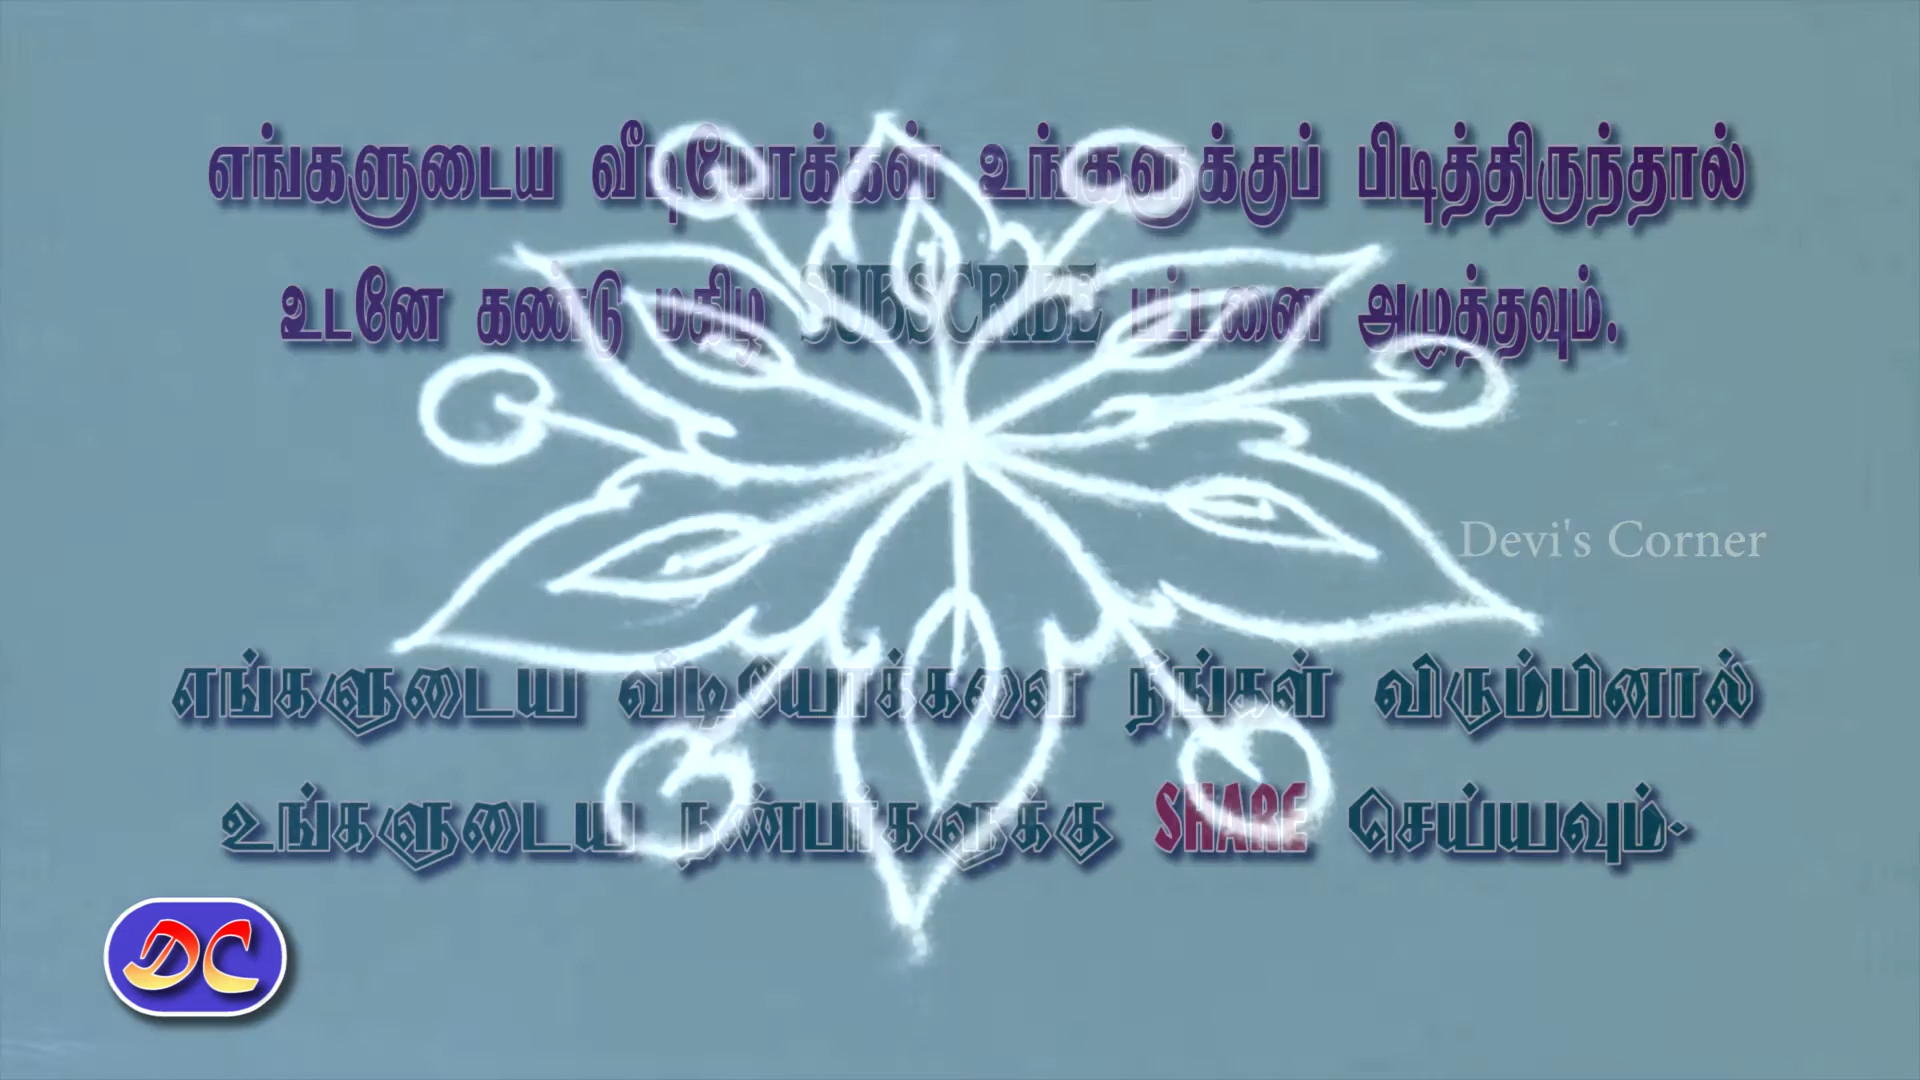 எங்களுடைய வீடியோக்கள் உங்களுக்குப் பிடித்திருந்தால்
உடனே கண்டு மகிழ SUBSCRIBE பட்டனை அழுத்தவும்.
Devi's Corner
எங்களுடைய வீடியோக்களை நீங்கள் விரும்பினால்
உங்களுடைய நண்பர்களுக்கு SHARE செய்யவும்-
DC